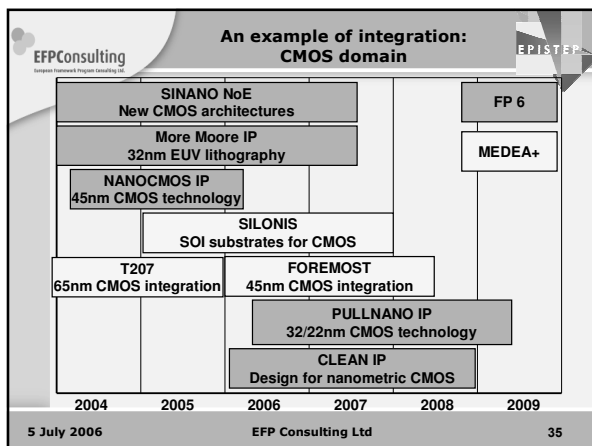 EFPConsulting
European Framework Program Consulting Ltd.
An example of integration:
CMOS domain
EPISTEP
SINANO NoE
New CMOS architectures
FP 6
More Moore IP
32nm EUV lithography
MEDEA+
NANOCMOS IP
45nm CMOS technology
SILONIS
SOI substrates for CMOS
T207
65nm CMOS integration
FOREMOST
45nm CMOS integration
PULLNANO IP
32/22nm CMOS technology
CLEAN IP
Design for nanometric CMOS
2004 2005 2006 2007 2008 2009
5 July 2006 EFP Consulting Ltd 35